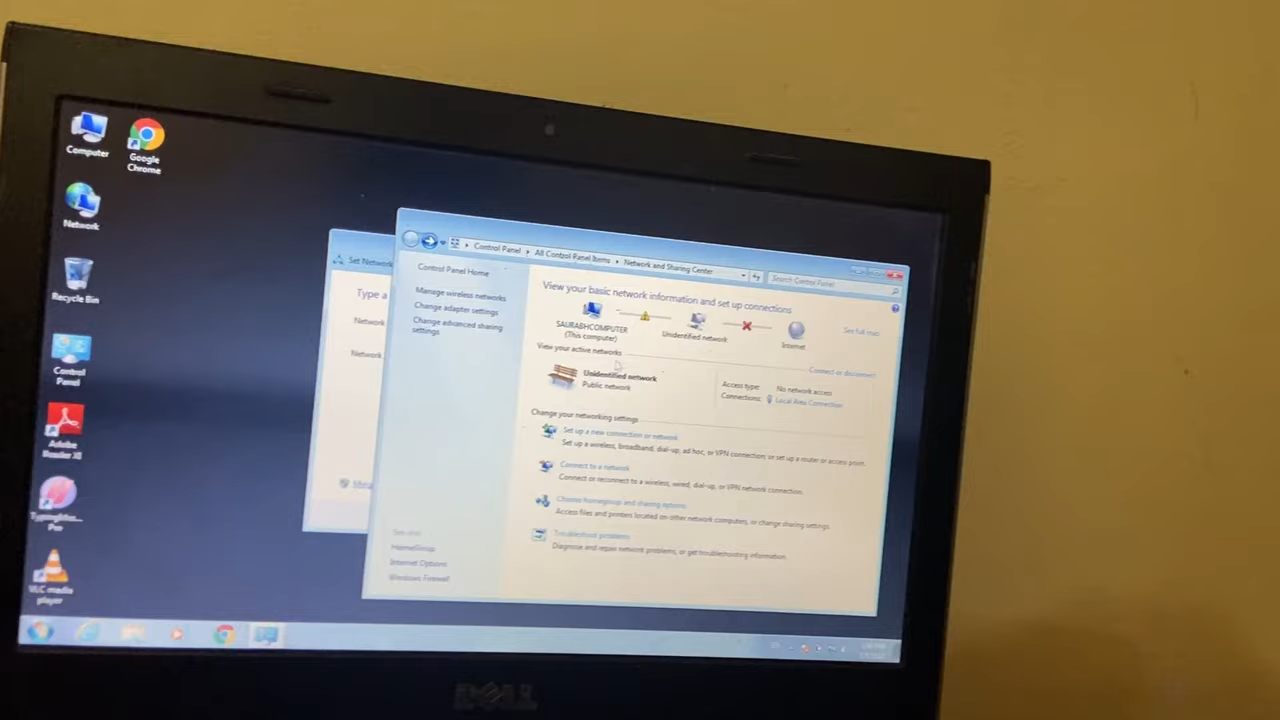 Computer
Google
Chrome
Network
Recycle Bin
Control
Panel
Adobe
Reader XI
Pro
VLC media
player
Set Network
Type a
Network
Network
Control Panel
All Control Panel Items
Network and Sharing Center
Search Control Panel
Control Panel Home
Manage wireless networks
Change adapter settings
Change advanced sharing
settings
See also
HomeGroup
Internet Options
Windows Firewall
View your basic network information and set up connections
SAURABHCOMPUTER
(This computer)
Unidentified network
Internet
See full map
View your active networks
Connect or disconnect
Unidentified network
Public network
Access type:
No network access
Connections:
Local Area Connection
Change your networking settings
Set up a new connection or network
Set up a wireless, broadband, dial-up, ad hoc, or VPN connection; or set up a router or access point.
Connect to a network
Connect or reconnect to a wireless, wired, dial-up, or VPN network connection.
Choose homegroup and sharing options
Access files and printers located on other network computers, or change sharing settings.
Troubleshoot problems
Diagnose and repair network problems, or get troubleshooting information.
DELL